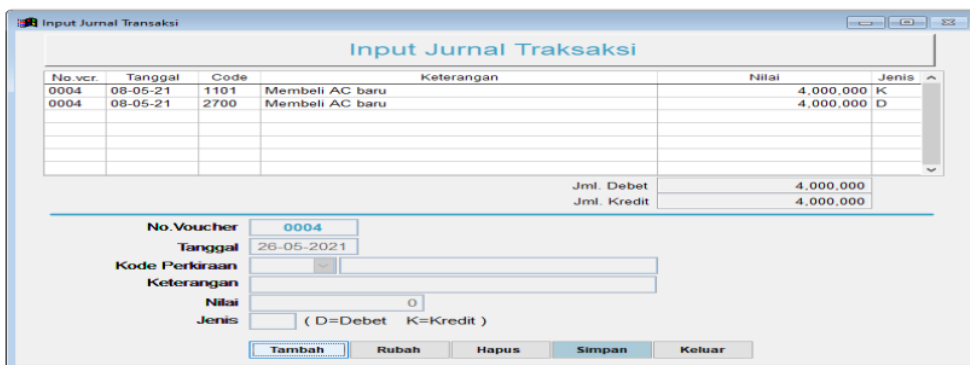 Input Jurnal Transaksi
Input Jurnal Traksaksi
No.vcr. Tanggal Code Keterangan Nilai Jenis
0004 08-05-21 1101 Membeli AC baru 4,000,000 K
0004 08-05-21 2700 Membeli AC baru 4,000,000 D
Jml. Debet 4,000,000
Jml. Kredit 4,000,000
No.Voucher 0004
Tanggal 26-05-2021
Kode Perkiraan
Keterangan
Nilai 0
Jenis ( D=Debet K=Kredit )
Tambah Rubah Hapus Simpan Keluar